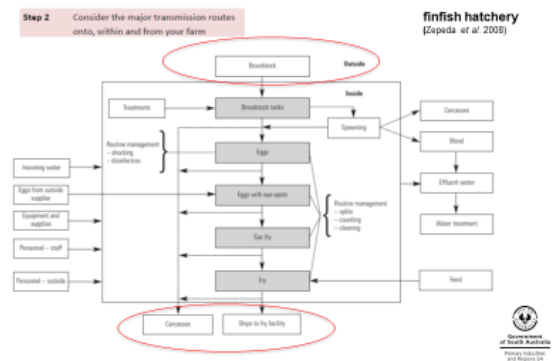 Step 2 Consider the major transmission routes
onto, within and from your farm
finfish hatchery
(Zepeda et al. 2008)
Broodstock
Outside
Inside
Treatments
Broodstock tanks
Spawning
Carcasses
Blood
Effluent water
Water treatment
Routine management
– shocking
– disinfection
Eggs
Eggs with eye-spots
Sac fry
Fry
Routine management
– splits
– counting
– cleaning
Incoming water
Eggs from outside
supplier
Equipment and
supplies
Personnel – staff
Personnel – outside
Feed
Carcasses
Ships to fry facility
Government
of South Australia
Primary Industries
and Regions SA